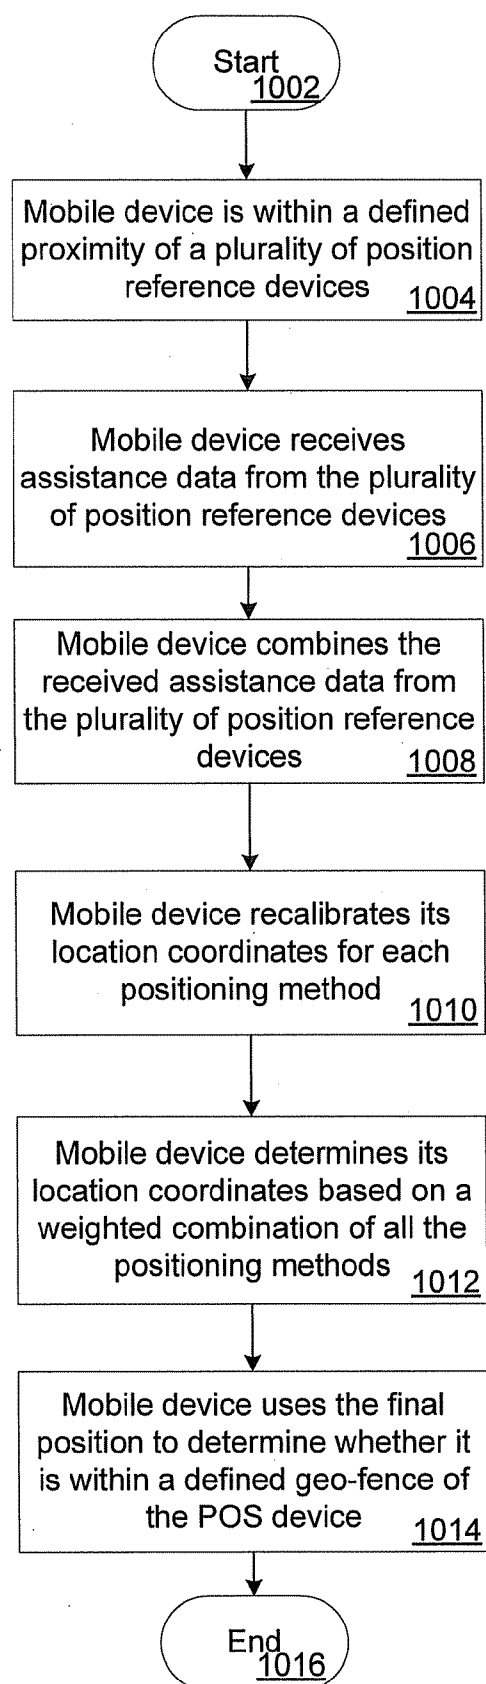 Start
1002
Mobile device is within a defined
proximity of a plurality of position
reference devices
1004
Mobile device receives
assistance data from the plurality
of position reference devices
1006
Mobile device combines the
received assistance data from
the plurality of position reference
devices
1008
Mobile device recalibrates its
location coordinates for each
positioning method
1010
Mobile device determines its
location coordinates based on a
weighted combination of all the
positioning methods
1012
Mobile device uses the final
position to determine whether it
is within a defined geo-fence of
the POS device
1014
End
1016